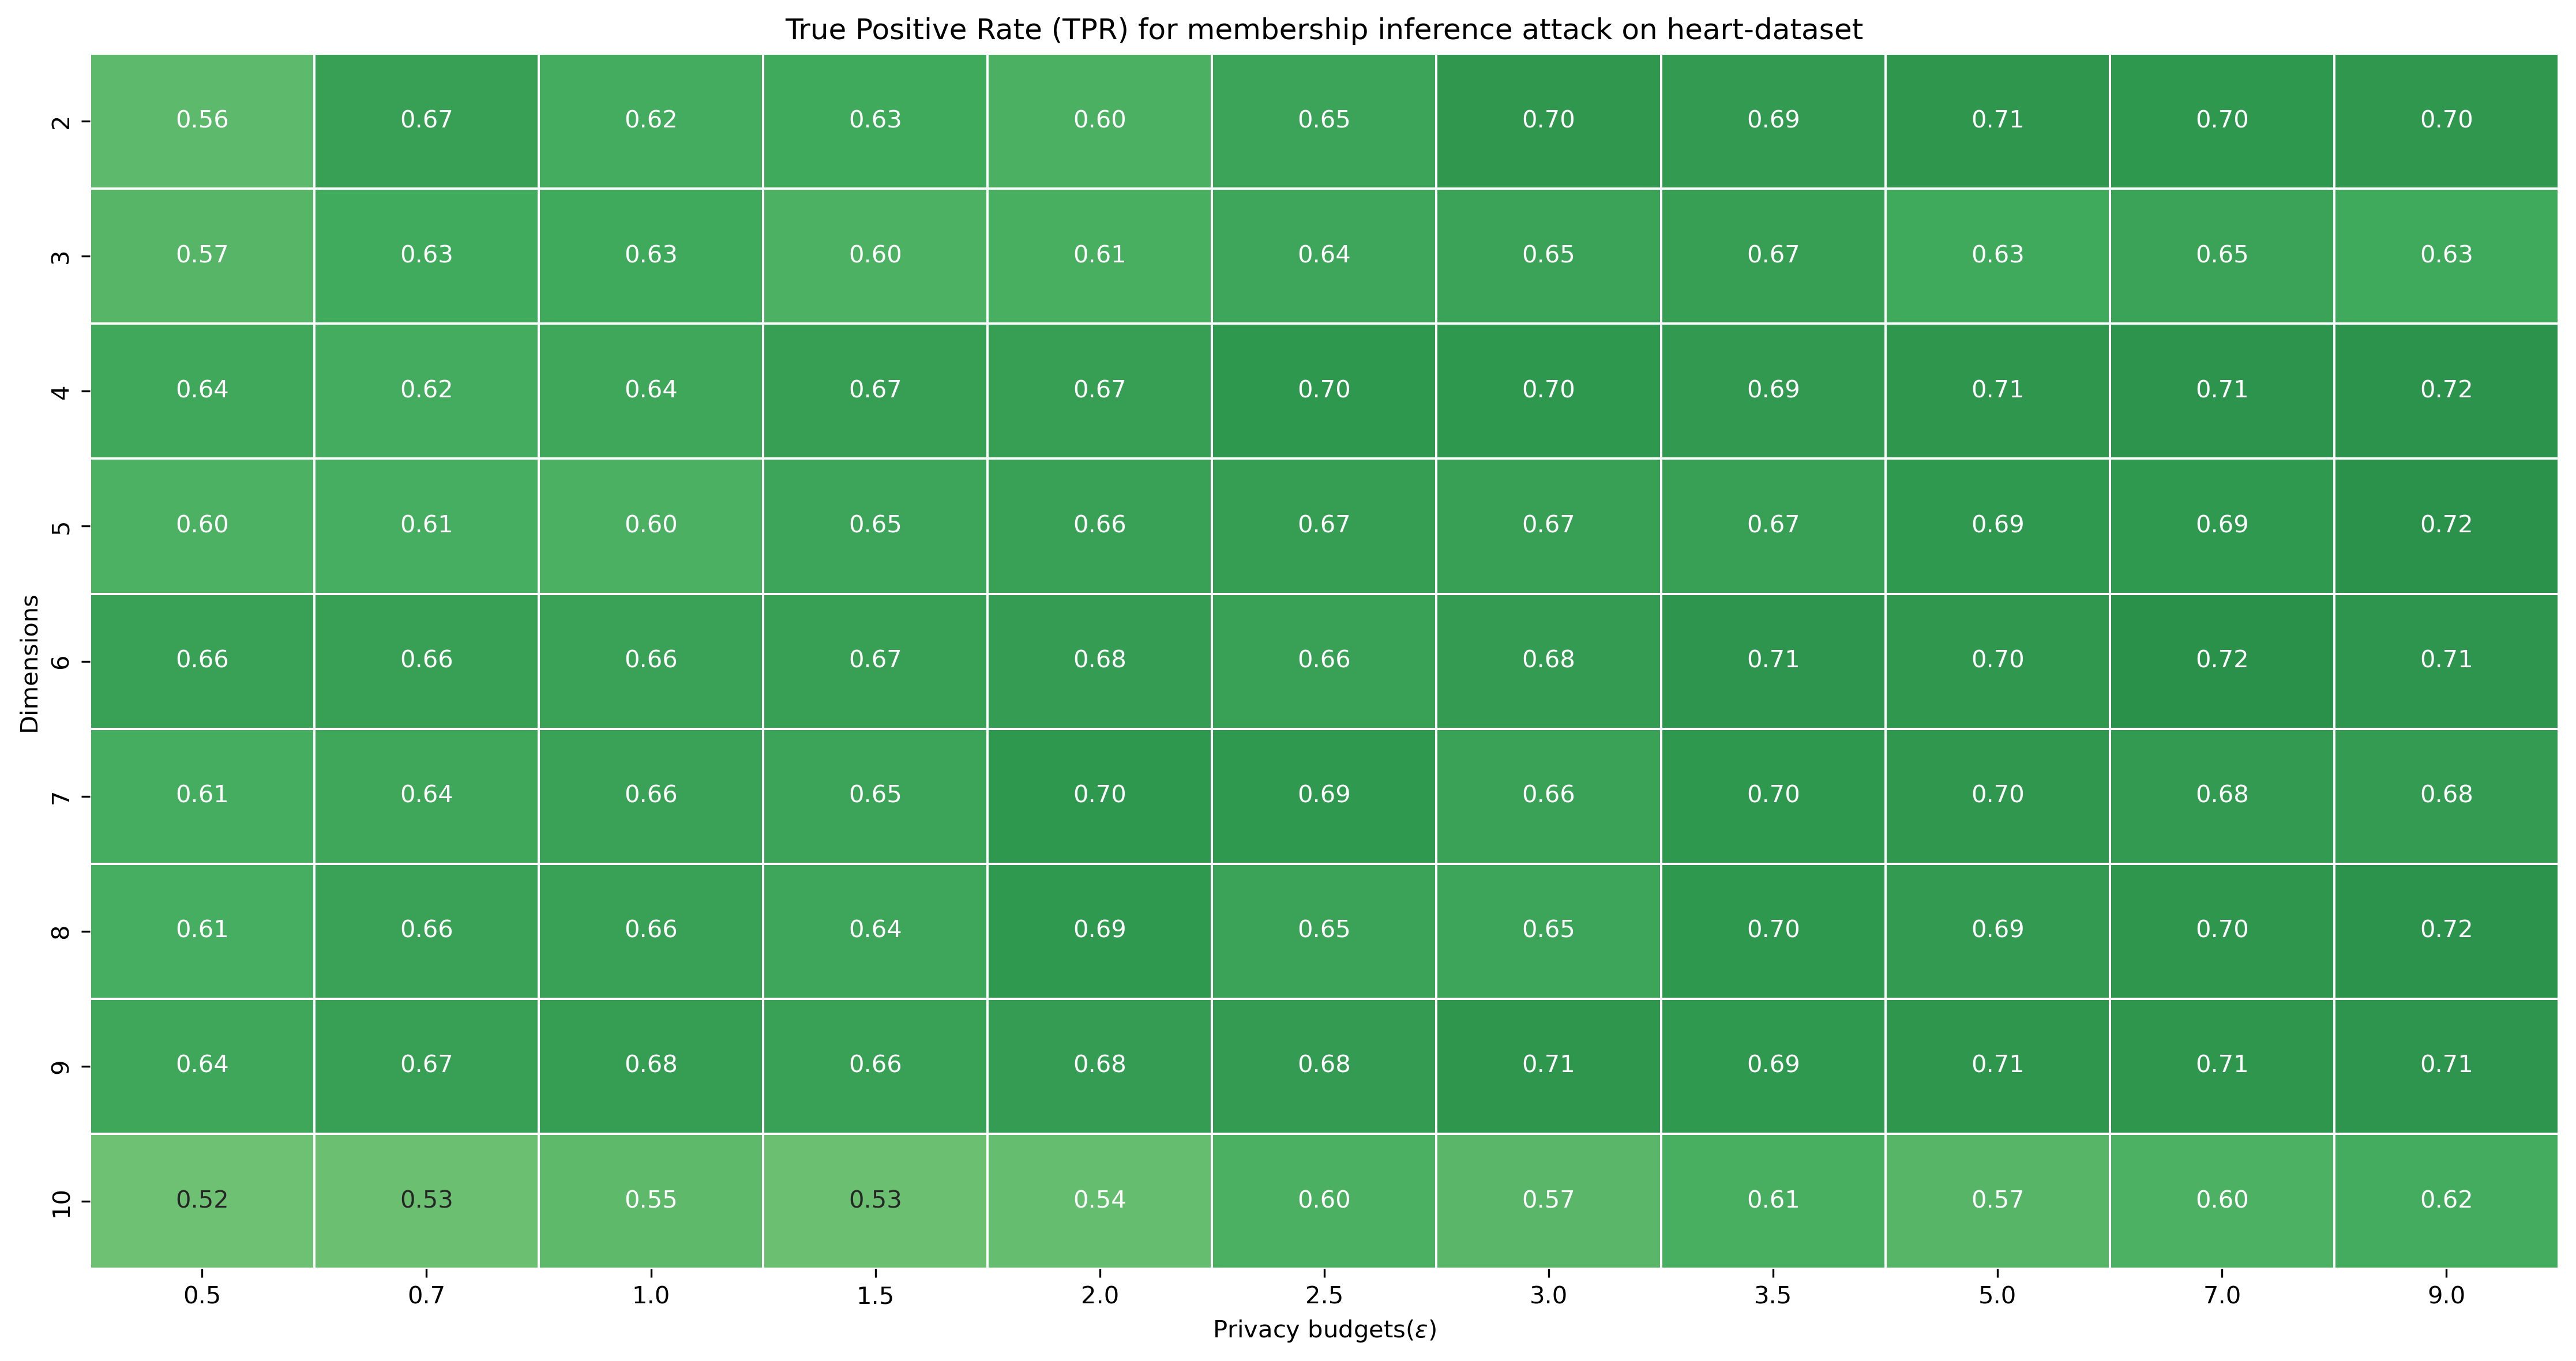 True Positive Rate (TPR) for membership inference attack on heart-dataset
2 0.56 0.67 0.62 0.63 0.60 0.65 0.70 0.69 0.71 0.70 0.70
3 0.57 0.63 0.63 0.60 0.61 0.64 0.65 0.67 0.63 0.65 0.63
4 0.64 0.62 0.64 0.67 0.67 0.70 0.70 0.69 0.71 0.71 0.72
5 0.60 0.61 0.60 0.65 0.66 0.67 0.67 0.67 0.69 0.69 0.72
Dimensions
6 0.66 0.66 0.66 0.67 0.68 0.66 0.68 0.71 0.70 0.72 0.71
7 0.61 0.64 0.66 0.65 0.70 0.69 0.66 0.70 0.70 0.68 0.68
8 0.61 0.66 0.66 0.64 0.69 0.65 0.65 0.70 0.69 0.70 0.72
9 0.64 0.67 0.68 0.66 0.68 0.68 0.71 0.69 0.71 0.71 0.71
10 0.52 0.53 0.55 0.53 0.54 0.60 0.57 0.61 0.57 0.60 0.62
0.5 0.7 1.0 1.5 2.0 2.5 3.0 3.5 5.0 7.0 9.0
Privacy budgets(ε)